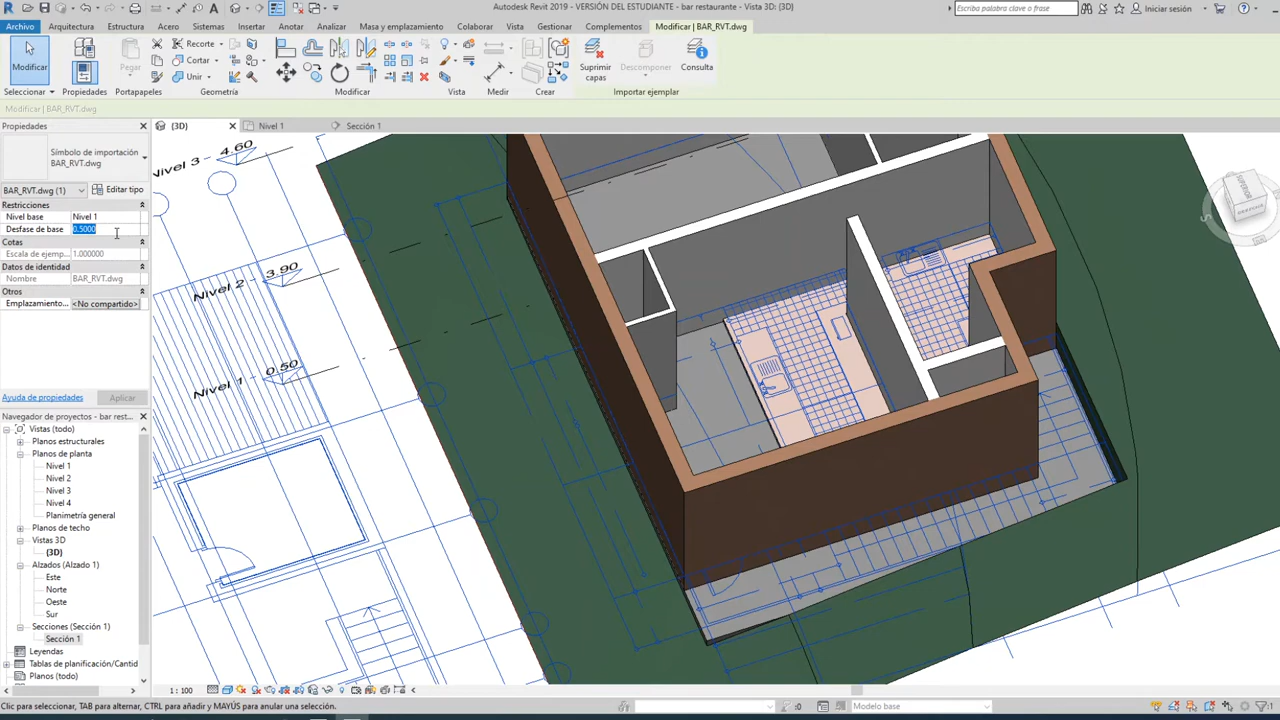 Autodesk Revit 2019 - VERSIÓN DEL ESTUDIANTE - bar restaurante - Vista 3D: {3D}
Escriba palabra clave o frase
Iniciar sesión
Archivo Arquitectura Estructura Acero Sistemas Insertar Anotar Analizar Masa y emplazamiento Colaborar Vista Gestionar Complementos Modificar | BAR_RVT.dwg
Recorte
Cortar
Unir
Modificar
Propiedades
Pegar
Suprimir capas
Descomponer
Consulta
Seleccionar Propiedades Portapapeles Geometría Modificar Vista Medir Crear Importar ejemplar
Modificar | BAR_RVT.dwg
Propiedades
{3D} Nivel 1 Sección 1
Símbolo de importación
BAR_RVT.dwg
BAR_RVT.dwg (1) Editar tipo
Restricciones
Nivel base Nivel 1
Desfase de base 0.5000
Cotas
Escala de ejemp... 1.000000
Datos de identidad
Nombre BAR_RVT.dwg
Otros
Emplazamiento... <No compartido>
Ayuda de propiedades Aplicar
Navegador de proyectos - bar rest...
Vistas (todo)
Planos estructurales
Planos de planta
Nivel 1
Nivel 2
Nivel 3
Nivel 4
Planimetría general
Planos de techo
Vistas 3D
{3D}
Alzados (Alzado 1)
Este
Norte
Oeste
Sur
Secciones (Sección 1)
Sección 1
Leyendas
Tablas de planificación/Cantid
Planos (todo)
Nivel 3 - 4.60
Nivel 2 - 3.90
Nivel 1 - 0.50
1 : 100
Clic para seleccionar, TAB para alternar, CTRL para añadir y MAYÚS para anular una selección.
:0
Modelo base
:1